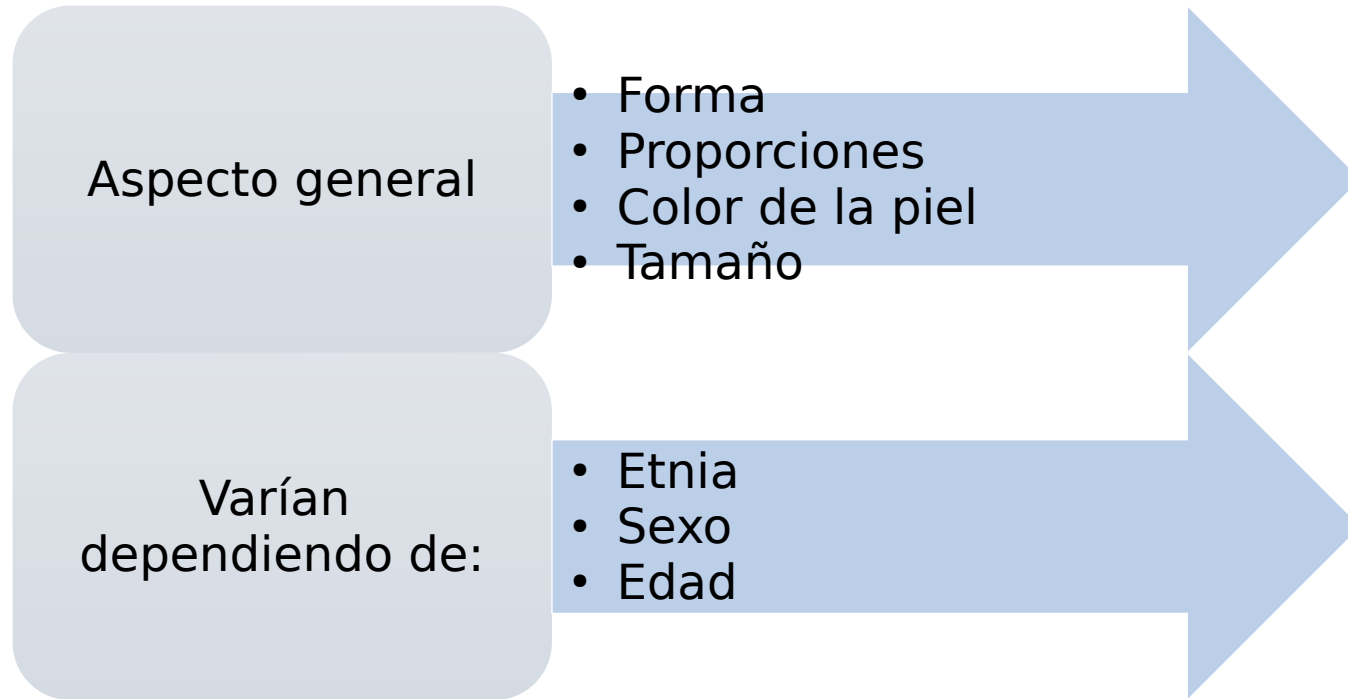 Aspecto general
• Forma
• Proporciones
• Color de la piel
• Tamaño
Varían
dependiendo de:
• Etnia
• Sexo
• Edad